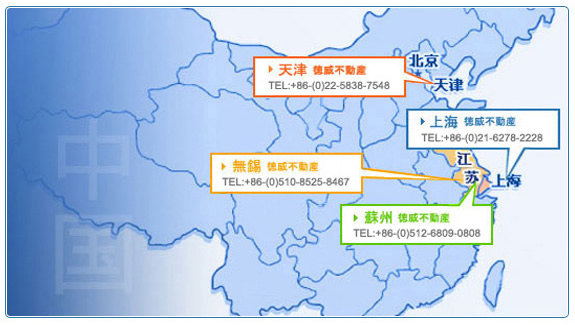 北京
天津 德威不動産
TEL:+86-(0)22-5838-7548
天津
上海 德威不動産
TEL:+86-(0)21-6278-2228
中国
江苏
無錫 德威不動産
TEL:+86-(0)510-8525-8467
上海
蘇州 德威不動産
TEL:+86-(0)512-6809-0808